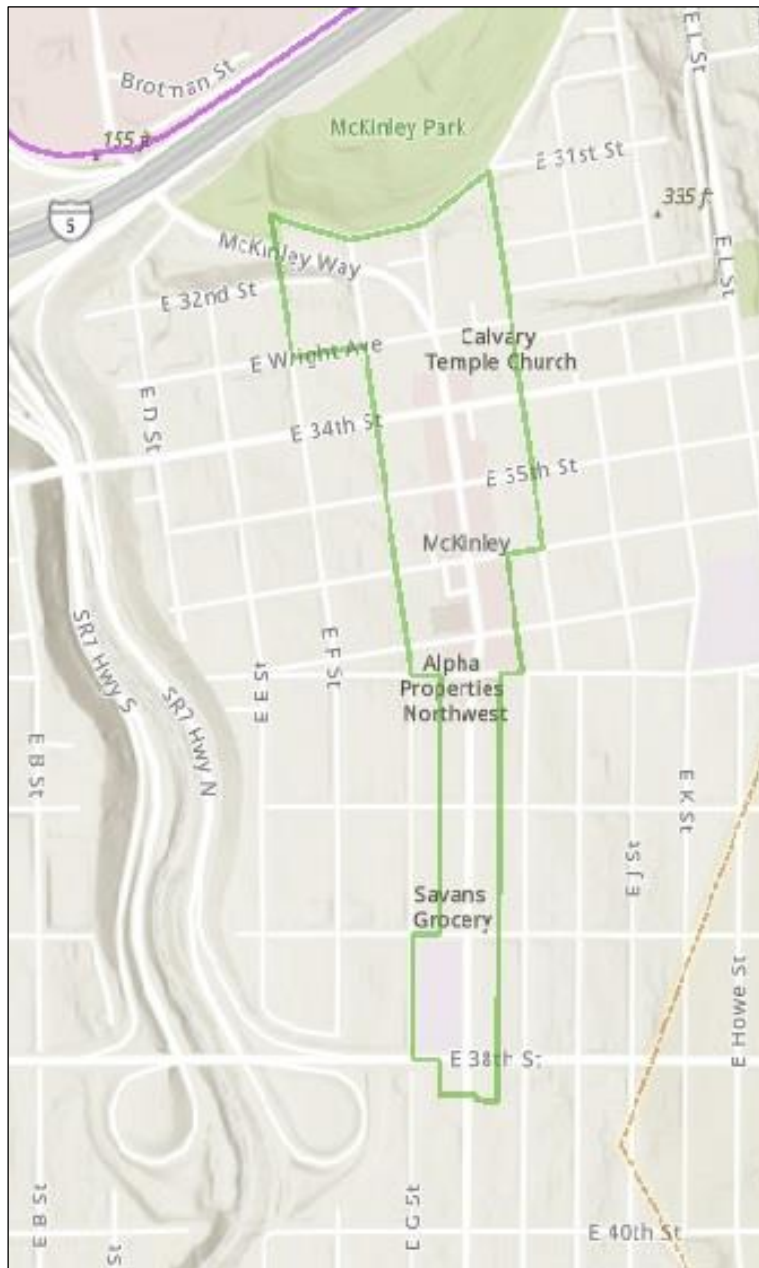 E L St
Brotman St
McKinley Park
155 ft
E 31st St
335 ft
5
McKinley Way
E L St
E 32nd St
Calvary
Temple Church
E Wright Ave
E D St
E 34th St
E 35th St
McKinley
SR7 Hwy S
E F St
E E St
Alpha
Properties
Northwest
SR7 Hwy N
E B St
E K St
E J St
Savans
Grocery
E Howe St
E 38th St
E B St
E G St
E 40th St
St